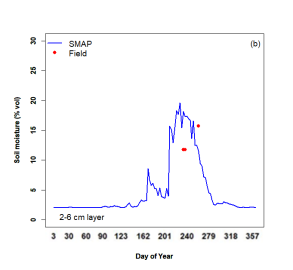 (b)
SMAP
Field
30
25
20
15
10
5
0
Soil moisture (% vol)
2-6 cm layer
3 30 60 90 123 162 201 240 279 318 357
Day of Year